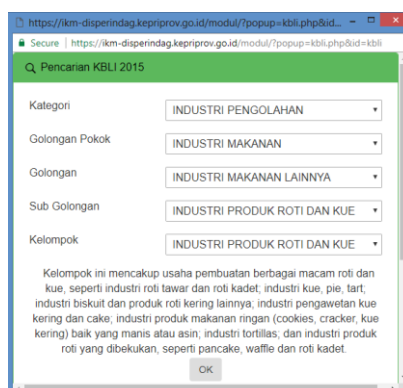 https://ikm-disperindag.kepriprov.go.id/modul/?popup=kbli.php&id...
Secure | https://ikm-disperindag.kepriprov.go.id/modul/?popup=kbli.php&id=kbli
Pencarian KBLI 2015
Kategori INDUSTRI PENGOLAHAN
Golongan Pokok INDUSTRI MAKANAN
Golongan INDUSTRI MAKANAN LAINNYA
Sub Golongan INDUSTRI PRODUK ROTI DAN KUE
Kelompok INDUSTRI PRODUK ROTI DAN KUE
Kelompok ini mencakup usaha pembuatan berbagai macam roti dan
kue, seperti industri roti tawar dan roti kadet; industri kue, pie, tart;
industri biskuit dan produk roti kering lainnya; industri pengawetan kue
kering dan cake; industri produk makanan ringan (cookies, cracker, kue
kering) baik yang manis atau asin; industri tortillas; dan industri produk
roti yang dibekukan, seperti pancake, waffle dan roti kadet.
OK